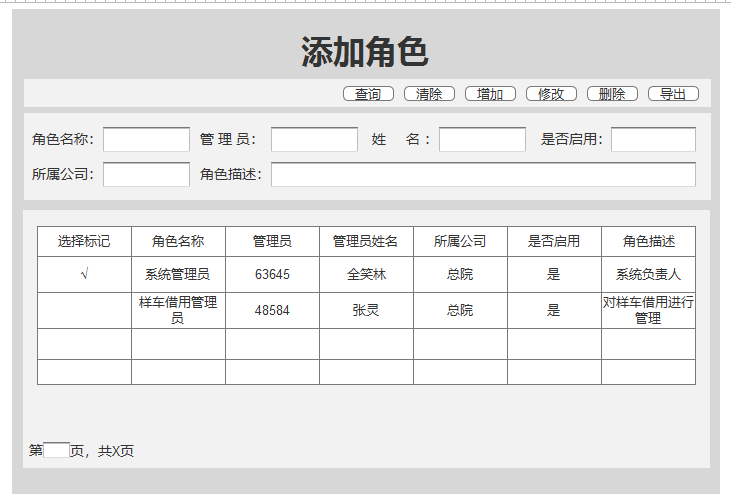 添加角色
查询 清除 增加 修改 删除 导出
角色名称： 管 理 员： 姓 名 ： 是否启用：
所属公司： 角色描述：
选择标记 角色名称 管理员 管理员姓名 所属公司 是否启用 角色描述
√ 系统管理员 63645 全笑林 总院 是 系统负责人
样车借用管理员 48584 张灵 总院 是 对样车借用进行管理
第 页，共X页